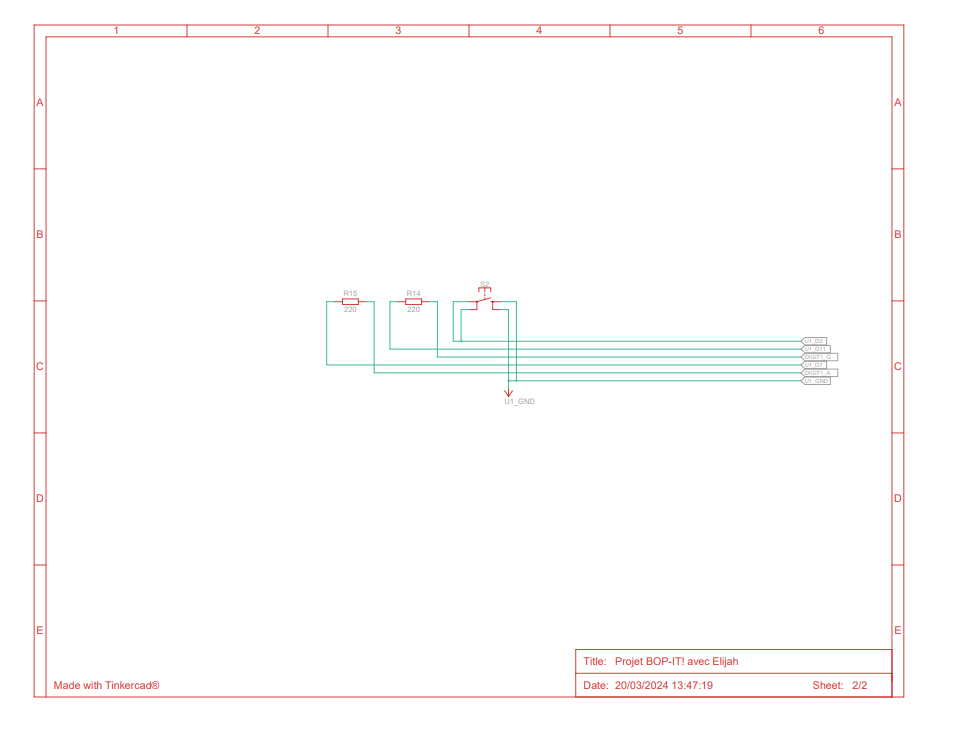 1 2 3 4 5 6
A A
B B
S2
R15 R14
220 220
U1_D2
U1_D11
DIGIT1_G
C C
U1_D7
DIGIT1_A
U1_GND
U1_GND
D D
E E
Title: Projet BOP-IT! avec Elijah
Made with Tinkercad®
Date: 20/03/2024 13:47:19 Sheet: 2/2